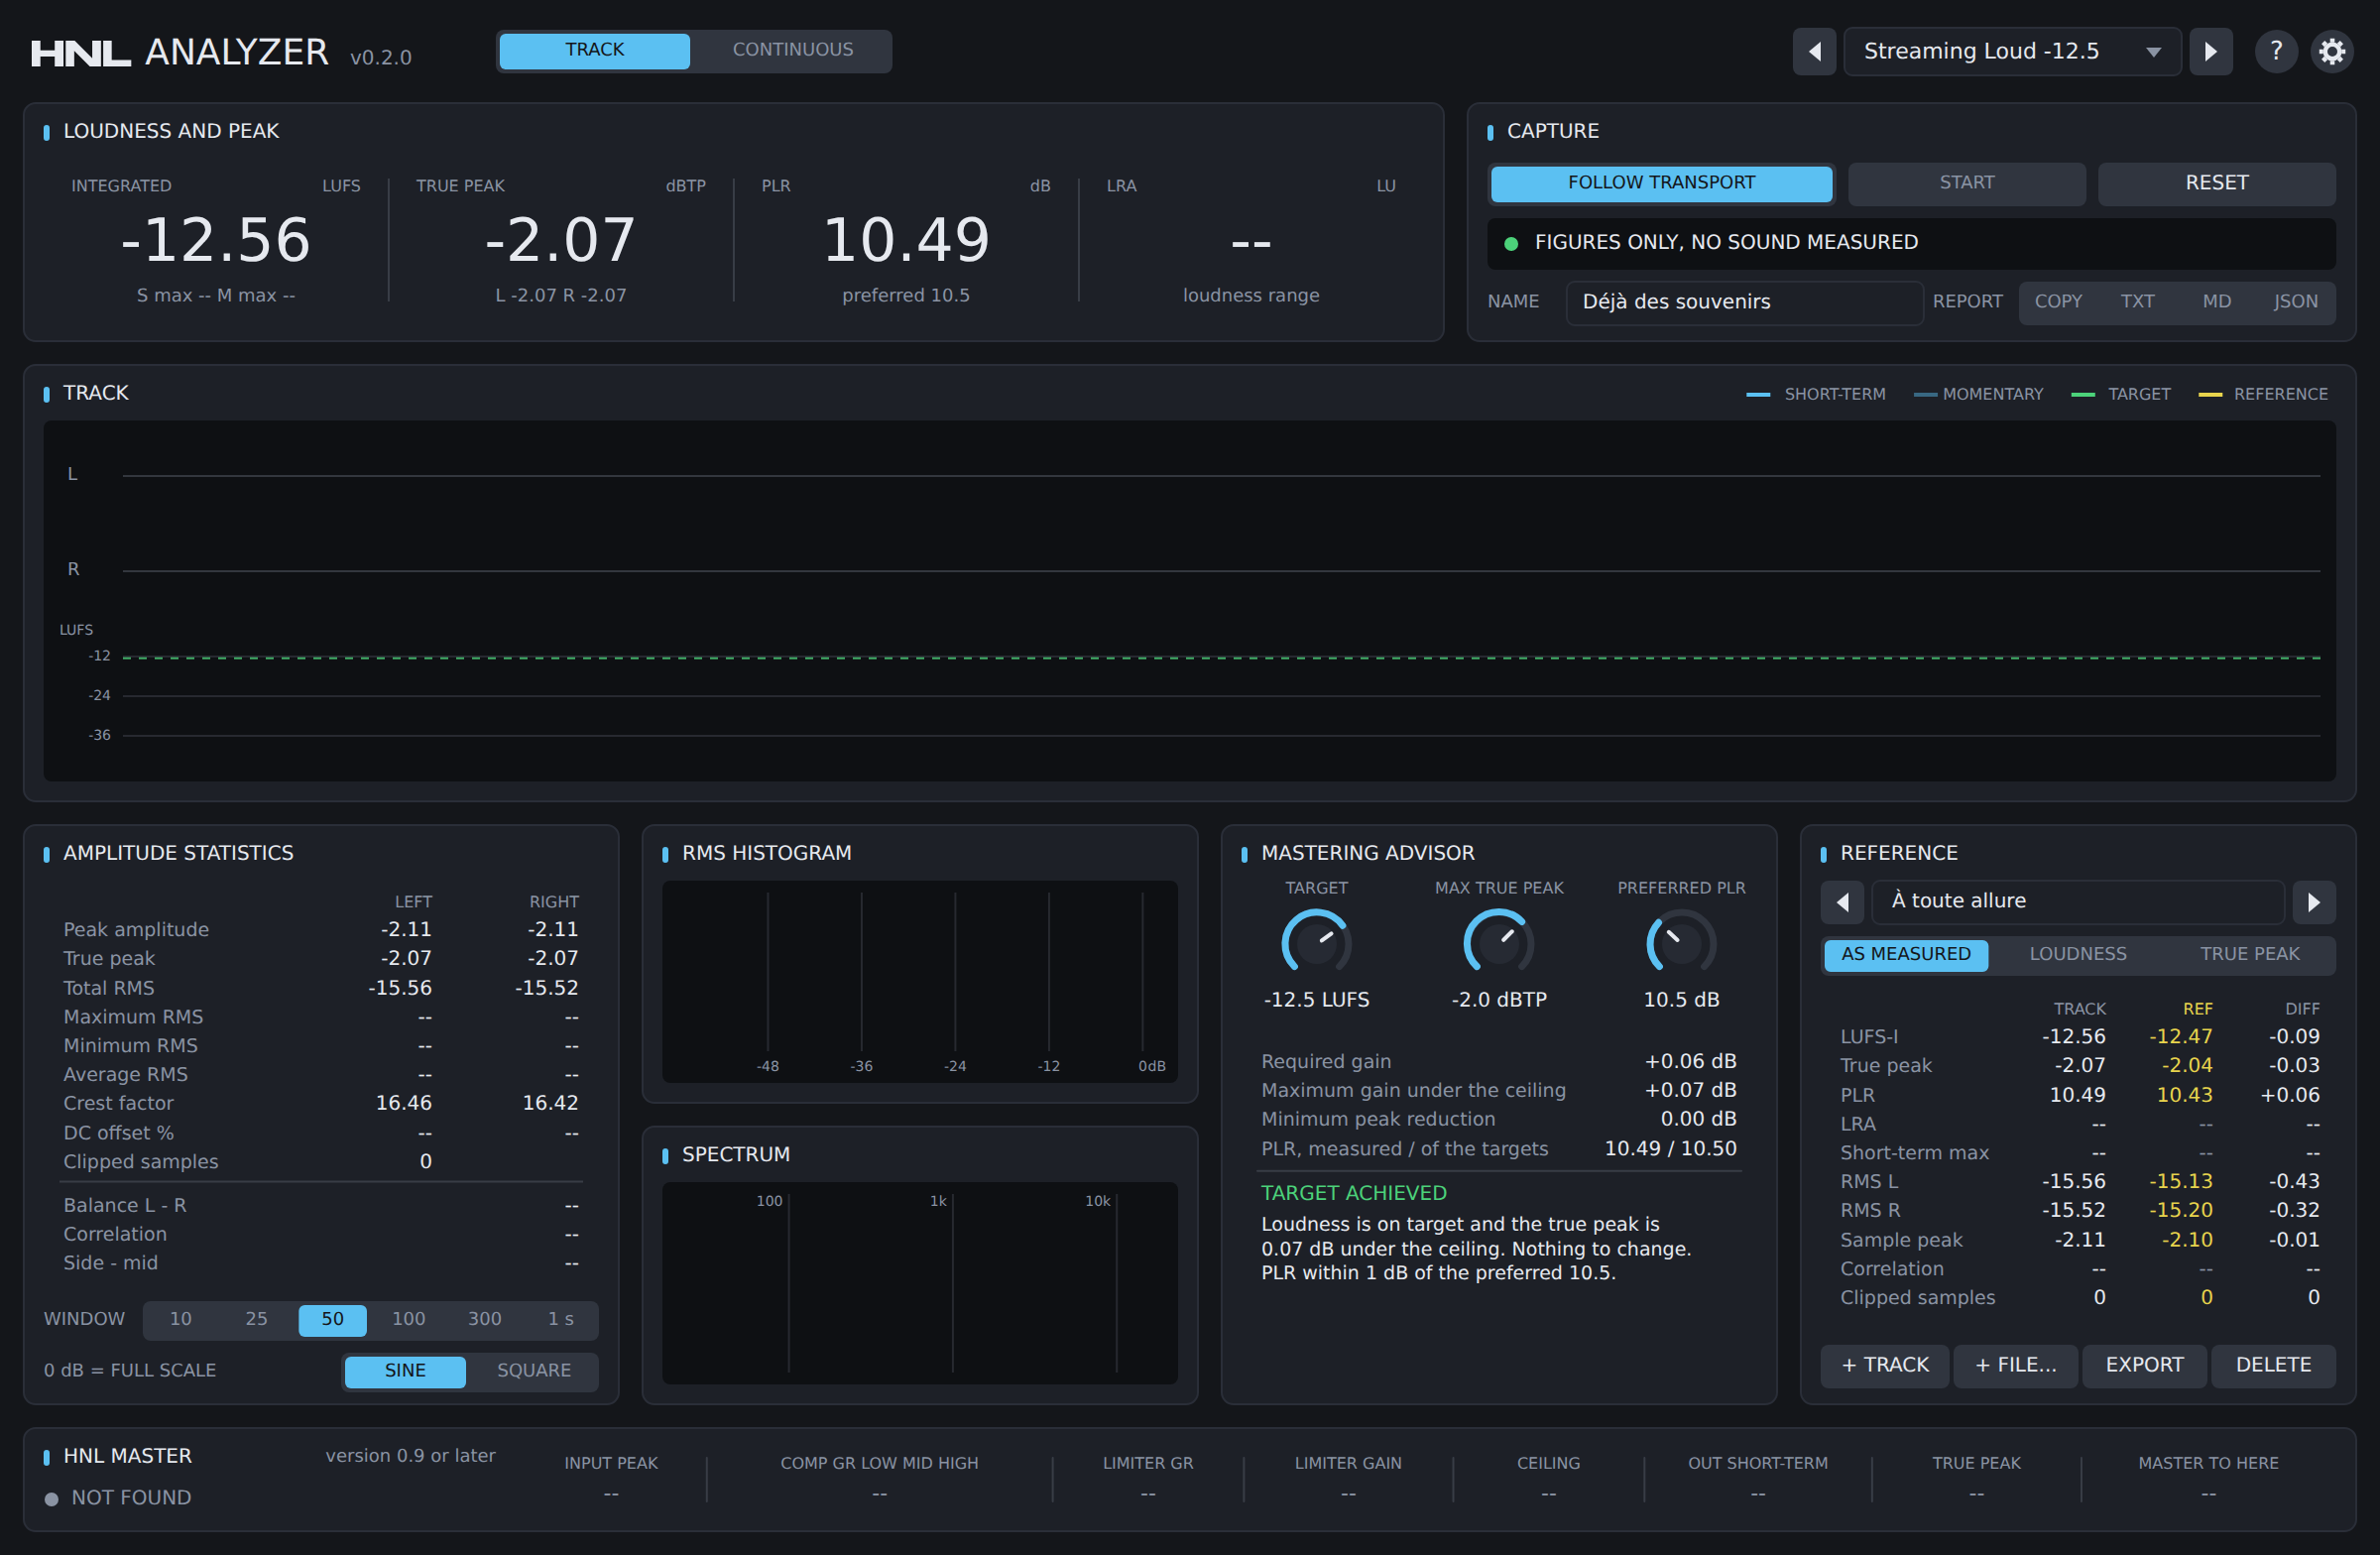 HNL ANALYZER v0.2.0
TRACK CONTINUOUS
Streaming Loud -12.5
?
LOUDNESS AND PEAK
INTEGRATED LUFS
-12.56
S max -- M max --
TRUE PEAK dBTP
-2.07
L -2.07 R -2.07
PLR dB
10.49
preferred 10.5
LRA LU
--
loudness range
CAPTURE
FOLLOW TRANSPORT START RESET
FIGURES ONLY, NO SOUND MEASURED
NAME Déjà des souvenirs REPORT COPY TXT MD JSON
TRACK
SHORT-TERM MOMENTARY TARGET REFERENCE
L
R
LUFS
-12
-24
-36
AMPLITUDE STATISTICS
LEFT RIGHT
Peak amplitude -2.11 -2.11
True peak -2.07 -2.07
Total RMS -15.56 -15.52
Maximum RMS -- --
Minimum RMS -- --
Average RMS -- --
Crest factor 16.46 16.42
DC offset % -- --
Clipped samples 0
Balance L - R --
Correlation --
Side - mid --
WINDOW 10 25 50 100 300 1 s
0 dB = FULL SCALE SINE SQUARE
RMS HISTOGRAM
-48 -36 -24 -12 0dB
SPECTRUM
100 1k 10k
MASTERING ADVISOR
TARGET MAX TRUE PEAK PREFERRED PLR
-12.5 LUFS -2.0 dBTP 10.5 dB
Required gain +0.06 dB
Maximum gain under the ceiling +0.07 dB
Minimum peak reduction 0.00 dB
PLR, measured / of the targets 10.49 / 10.50
TARGET ACHIEVED
Loudness is on target and the true peak is
0.07 dB under the ceiling. Nothing to change.
PLR within 1 dB of the preferred 10.5.
REFERENCE
À toute allure
AS MEASURED LOUDNESS TRUE PEAK
TRACK REF DIFF
LUFS-I -12.56 -12.47 -0.09
True peak -2.07 -2.04 -0.03
PLR 10.49 10.43 +0.06
LRA -- -- --
Short-term max -- -- --
RMS L -15.56 -15.13 -0.43
RMS R -15.52 -15.20 -0.32
Sample peak -2.11 -2.10 -0.01
Correlation -- -- --
Clipped samples 0 0 0
+ TRACK + FILE... EXPORT DELETE
HNL MASTER version 0.9 or later
NOT FOUND
INPUT PEAK COMP GR LOW MID HIGH LIMITER GR LIMITER GAIN CEILING OUT SHORT-TERM TRUE PEAK MASTER TO HERE
-- -- -- -- -- -- -- --